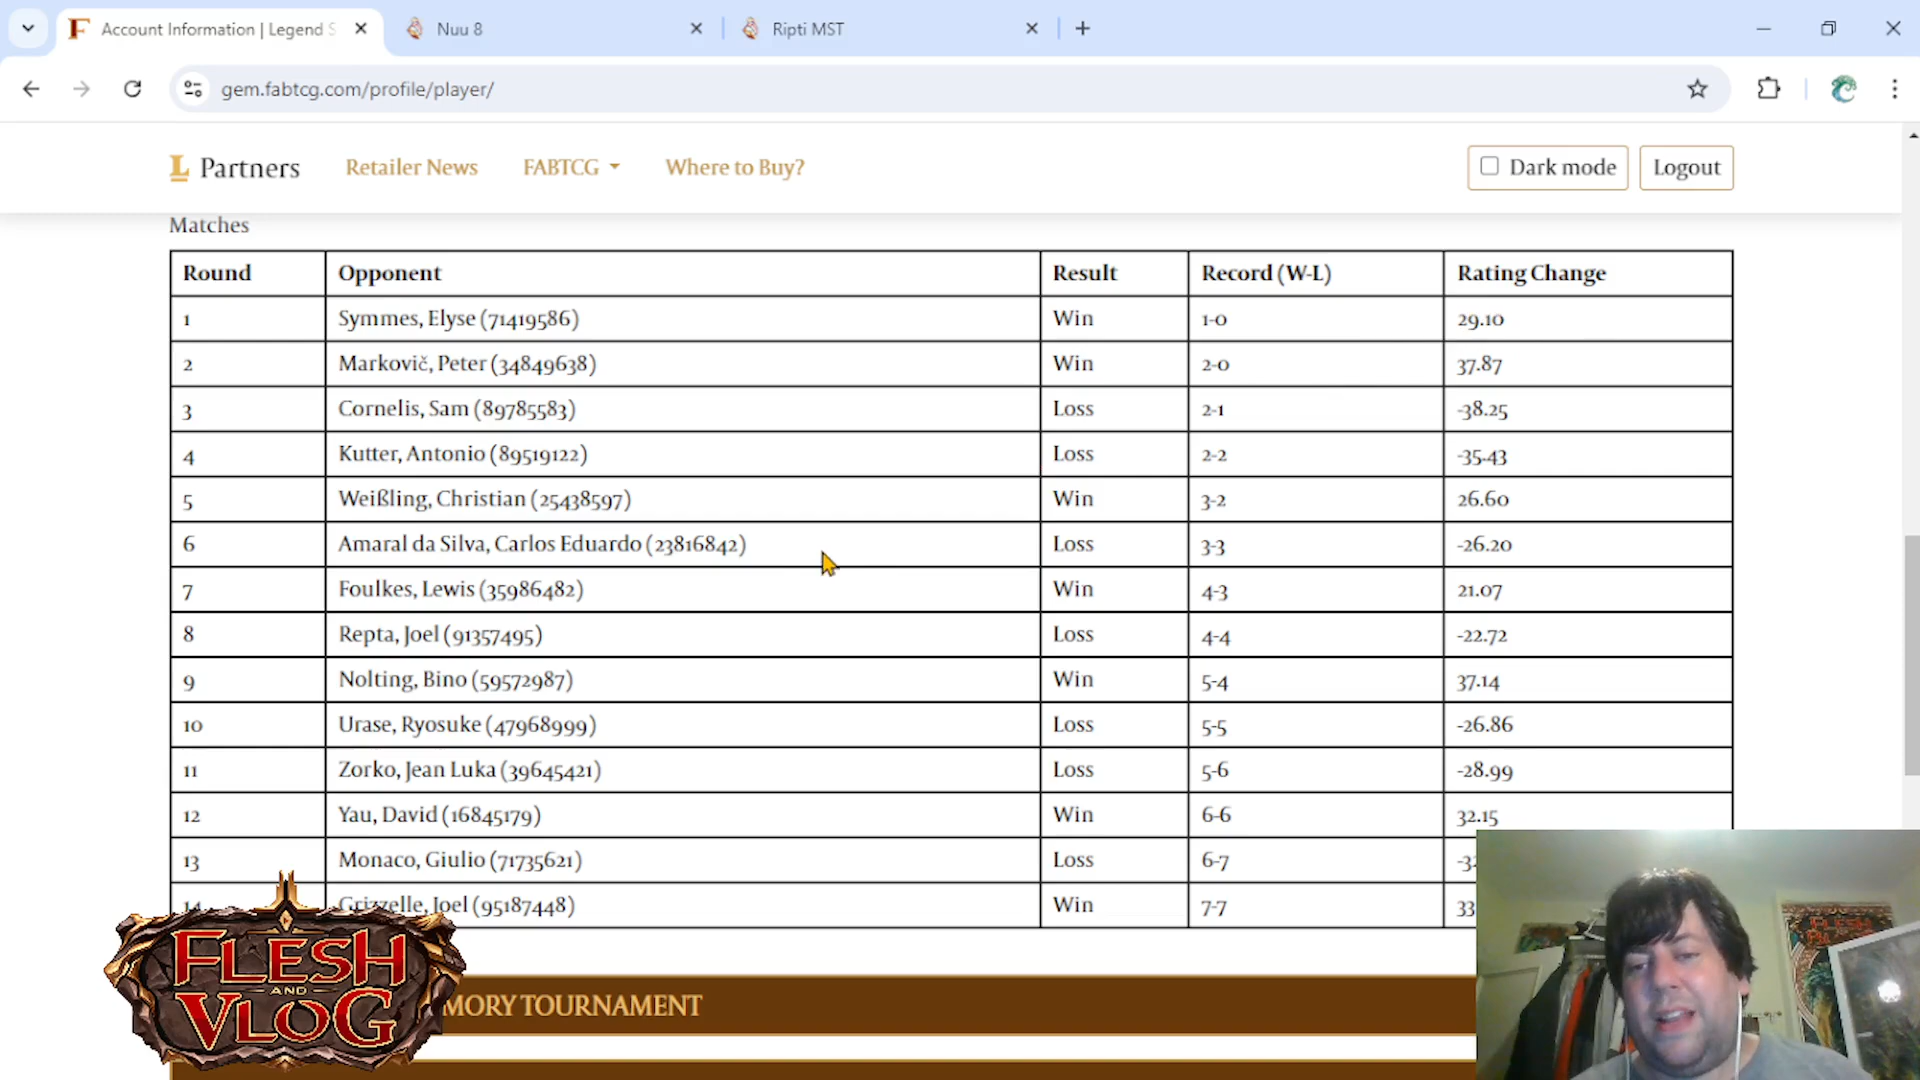 Account Information | Legend S
Nuu 8
Ripti MST
gem.fabtcg.com/profile/player/
Partners
Retailer News
FABTCG
Where to Buy?
Dark mode
Logout
Matches
Round Opponent Result Record (W-L) Rating Change
1 Symmes, Elyse (71419586) Win 1-0 29.10
2 Markovič, Peter (34849638) Win 2-0 37.87
3 Cornelis, Sam (89785583) Loss 2-1 -38.25
4 Kutter, Antonio (89519122) Loss 2-2 -35.43
5 Weißling, Christian (25438597) Win 3-2 26.60
6 Amaral da Silva, Carlos Eduardo (23816842) Loss 3-3 -26.20
7 Foulkes, Lewis (35986482) Win 4-3 21.07
8 Repta, Joel (91357495) Loss 4-4 -22.72
9 Nolting, Bino (59572987) Win 5-4 37.14
10 Urase, Ryosuke (47968999) Loss 5-5 -26.86
11 Zorko, Jean Luka (39645421) Loss 5-6 -28.99
12 Yau, David (16845179) Win 6-6 32.15
13 Monaco, Giulio (71735621) Loss 6-7
14 Grizzelle, Joel (95187448) Win 7-7 33
MORY TOURNAMENT
FLESH
AND
VLOG